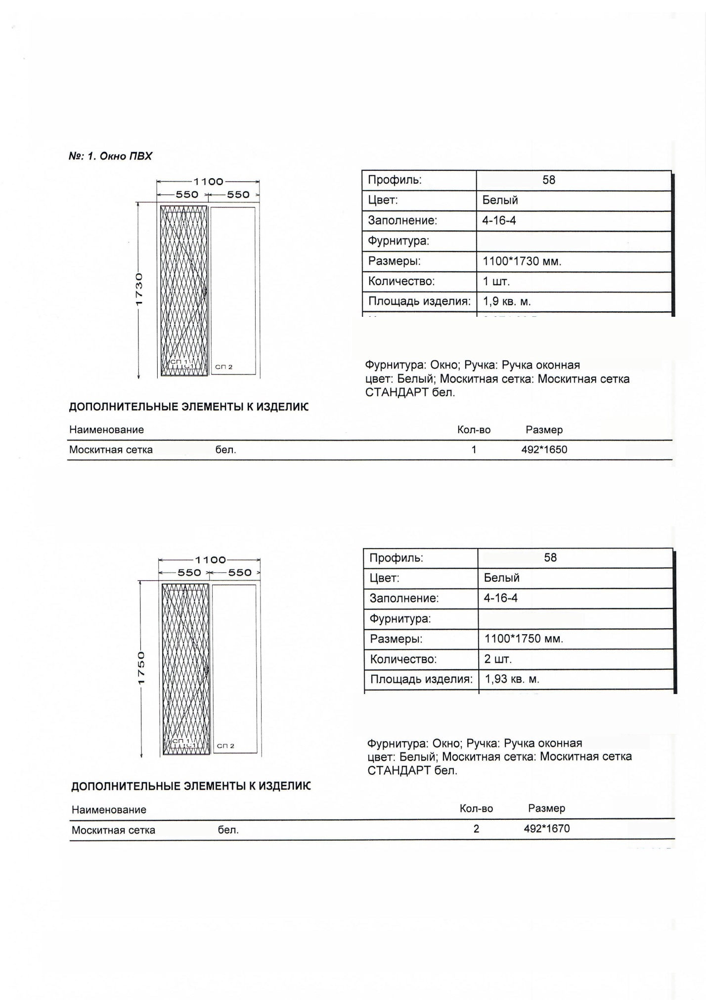 №: 1. Окно ПВХ
1100
550 550
1730
СП 1
С1
СП 2
Профиль: 58
Цвет: Белый
Заполнение: 4-16-4
Фурнитура:
Размеры: 1100*1730 мм.
Количество: 1 шт.
Площадь изделия: 1,9 кв. м.
Фурнитура: Окно; Ручка: Ручка оконная
цвет: Белый; Москитная сетка: Москитная сетка
СТАНДАРТ бел.
ДОПОЛНИТЕЛЬНЫЕ ЭЛЕМЕНТЫ К ИЗДЕЛИК
Наименование Кол-во Размер
Москитная сетка бел. 1 492*1650
1100
550 550
1750
СП 1
С1
СП 2
Профиль: 58
Цвет: Белый
Заполнение: 4-16-4
Фурнитура:
Размеры: 1100*1750 мм.
Количество: 2 шт.
Площадь изделия: 1,93 кв. м.
Фурнитура: Окно; Ручка: Ручка оконная
цвет: Белый; Москитная сетка: Москитная сетка
СТАНДАРТ бел.
ДОПОЛНИТЕЛЬНЫЕ ЭЛЕМЕНТЫ К ИЗДЕЛИК
Наименование Кол-во Размер
Москитная сетка бел. 2 492*1670